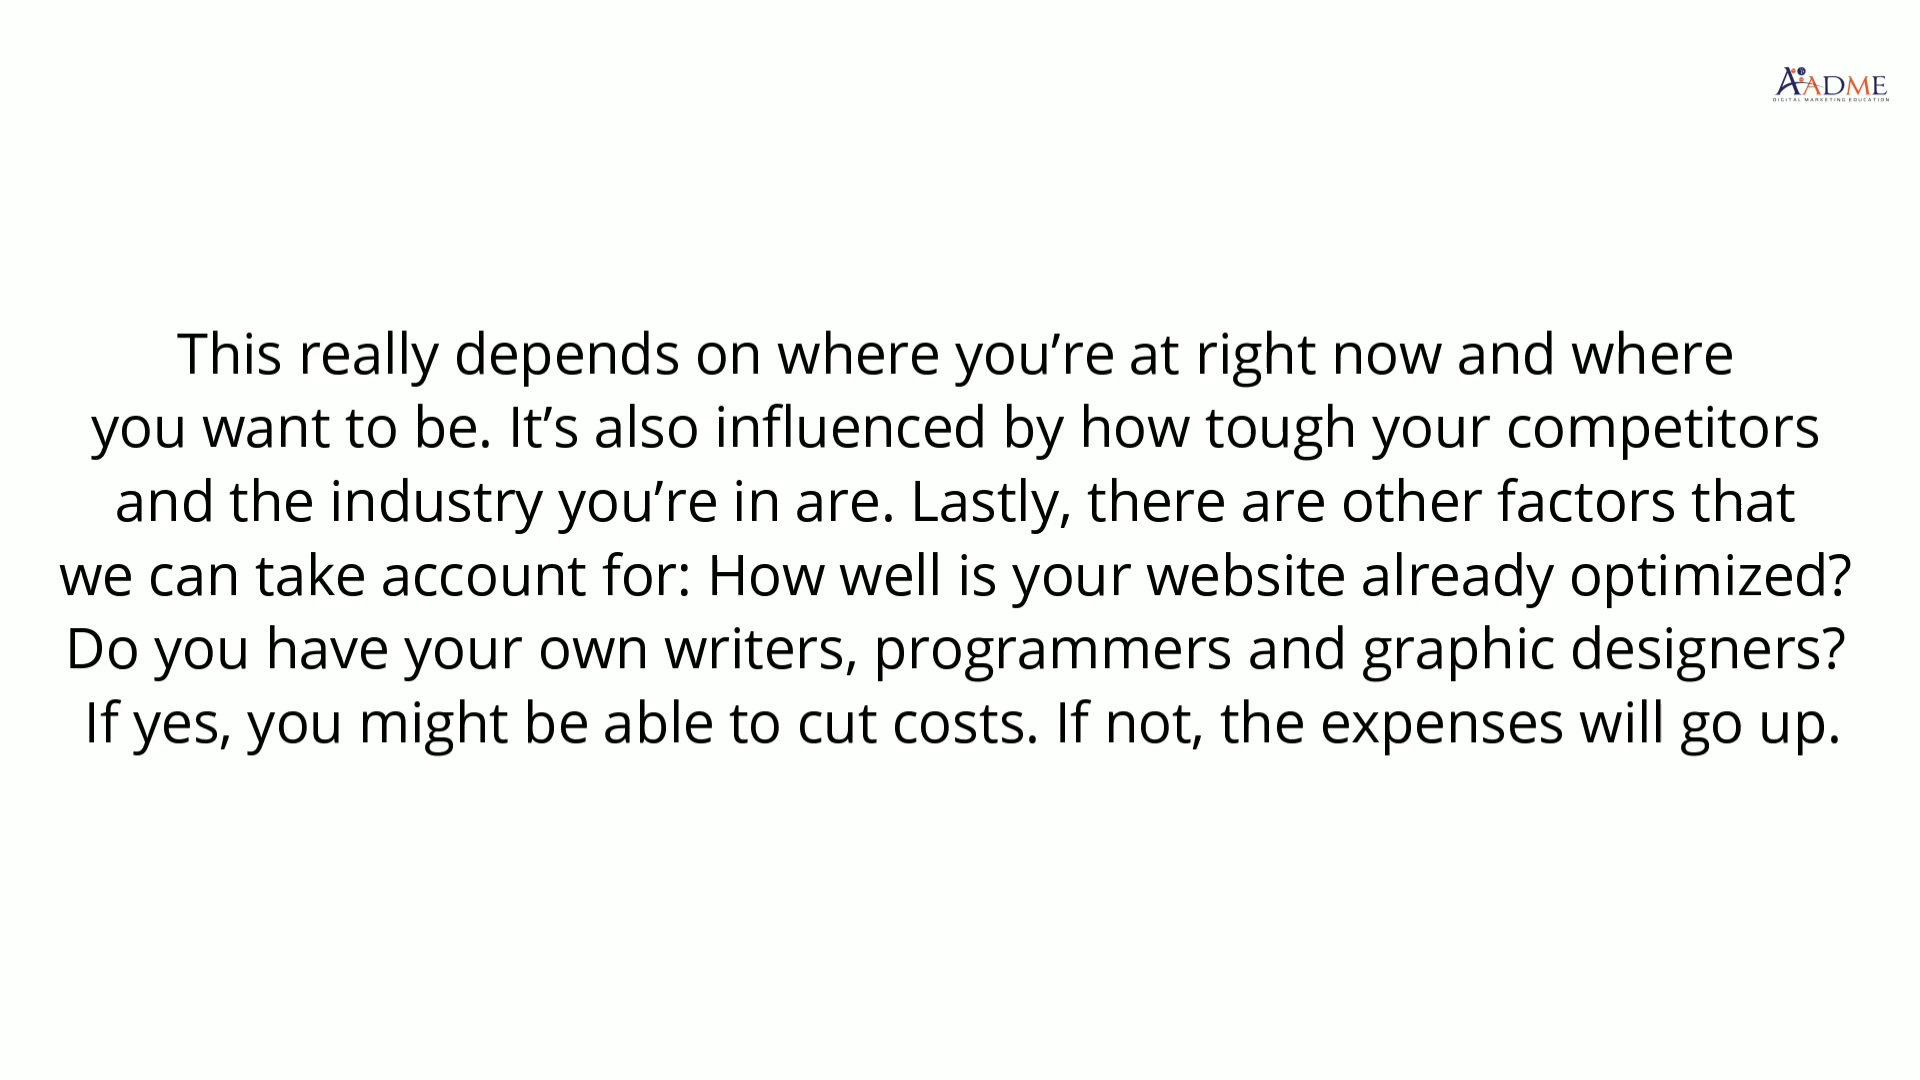 AADME
DIGITAL MARKETING EDUCATION
This really depends on where you’re at right now and where
you want to be. It’s also influenced by how tough your competitors
and the industry you’re in are. Lastly, there are other factors that
we can take account for: How well is your website already optimized?
Do you have your own writers, programmers and graphic designers?
If yes, you might be able to cut costs. If not, the expenses will go up.